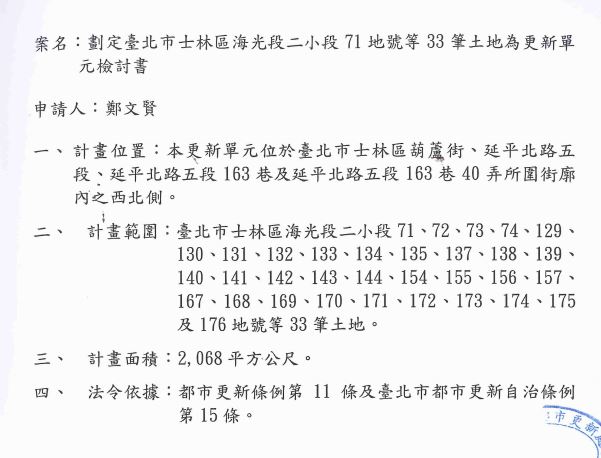 案名：劃定臺北市士林區海光段二小段 71 地號等 33 筆土地為更新單
元檢討書
申請人：鄭文賢
一、計畫位置：本更新單元位於臺北市士林區葫蘆街、延平北路五
段、延平北路五段 163 巷及延平北路五段 163 巷 40 弄所圍街廓
內之西北側。
二、 計畫範圍：臺北市士林區海光段二小段 71、72、73、74、129、
130、131、132、133、134、135、137、138、139、
140、141、142、143、144、154、155、156、157、
167、168、169、170、171、172、173、174、175
及 176 地號等 33 筆土地。
三、 計畫面積：2,068 平方公尺。
四、 法令依據：都市更新條例第 11 條及臺北市都市更新自治條例
第 15 條。
市更新